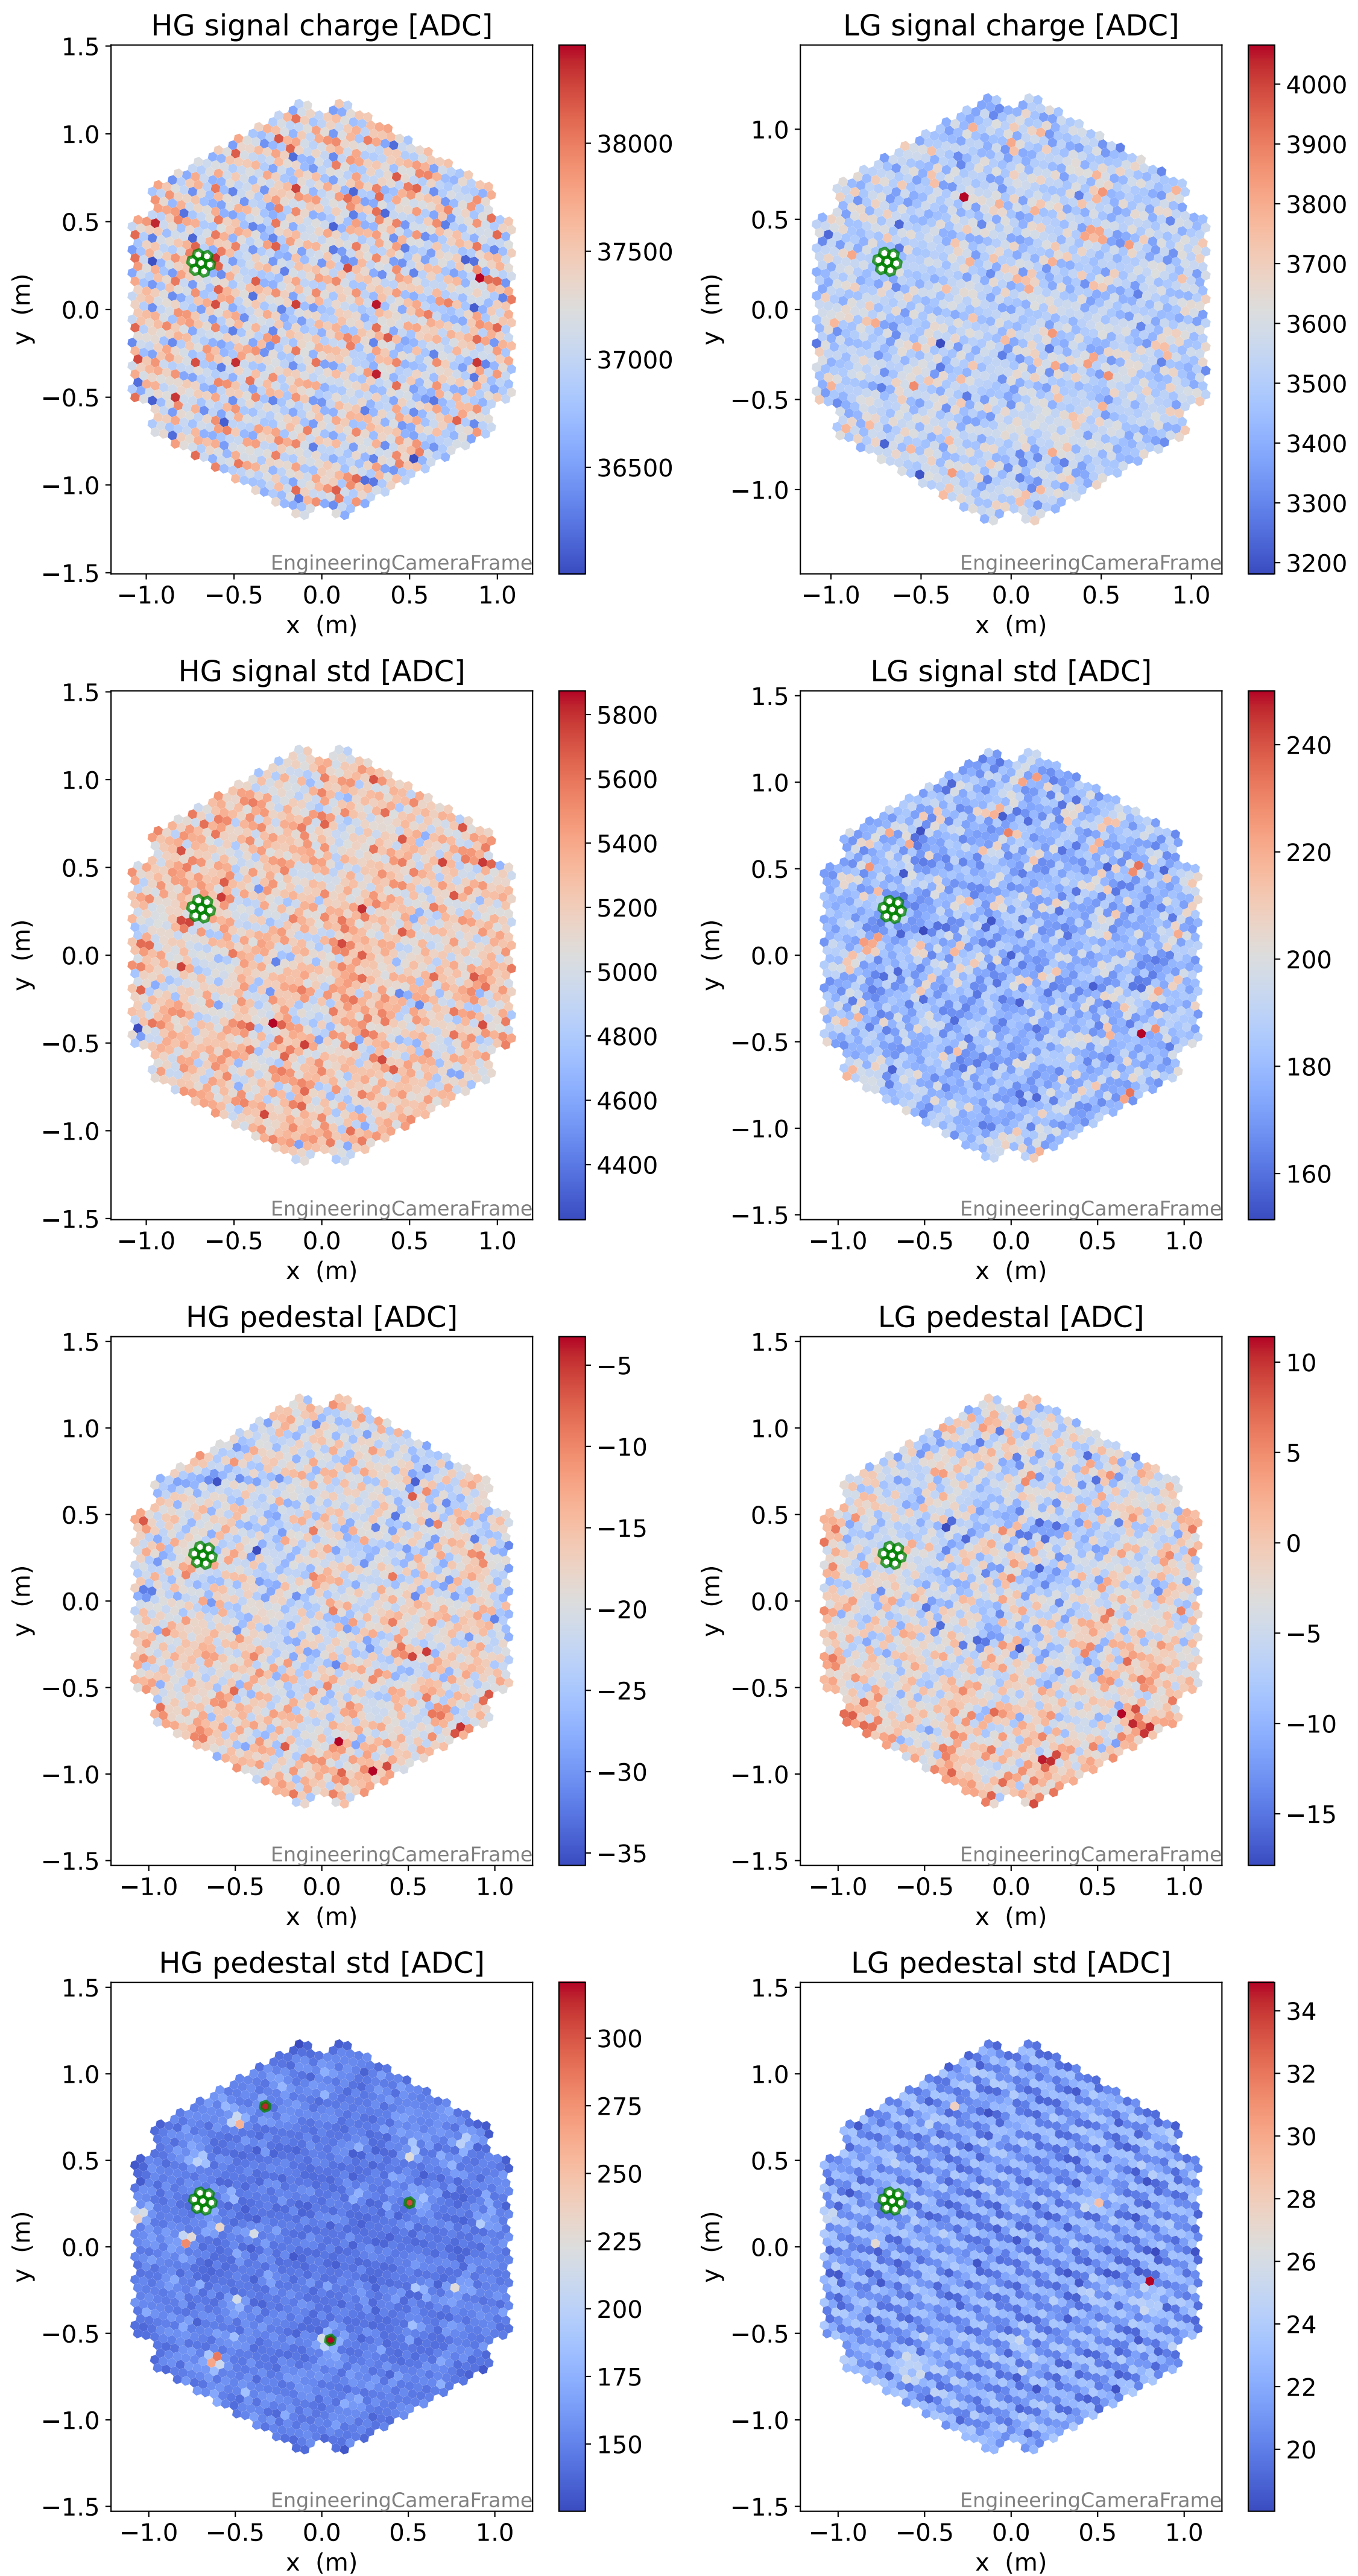 HG signal charge [ADC]
LG signal charge [ADC]
1.5
1.0
0.5
0.0
−0.5
−1.0
−1.5
y (m)
38000
37500
37000
36500
EngineeringCameraFrame
−1.0 −0.5 0.0 0.5 1.0
x (m)
1.0
0.5
0.0
−0.5
−1.0
y (m)
4000
3900
3800
3700
3600
3500
3400
3300
3200
EngineeringCameraFrame
−1.0 −0.5 0.0 0.5 1.0
x (m)
HG signal std [ADC]
LG signal std [ADC]
1.5
1.0
0.5
0.0
−0.5
−1.0
−1.5
y (m)
5800
5600
5400
5200
5000
4800
4600
4400
EngineeringCameraFrame
−1.0 −0.5 0.0 0.5 1.0
x (m)
1.5
1.0
0.5
0.0
−0.5
−1.0
−1.5
y (m)
240
220
200
180
160
EngineeringCameraFrame
−1.0 −0.5 0.0 0.5 1.0
x (m)
HG pedestal [ADC]
LG pedestal [ADC]
1.5
1.0
0.5
0.0
−0.5
−1.0
−1.5
y (m)
−5
−10
−15
−20
−25
−30
−35
EngineeringCameraFrame
−1.0 −0.5 0.0 0.5 1.0
x (m)
1.5
1.0
0.5
0.0
−0.5
−1.0
−1.5
y (m)
10
5
0
−5
−10
−15
EngineeringCameraFrame
−1.0 −0.5 0.0 0.5 1.0
x (m)
HG pedestal std [ADC]
LG pedestal std [ADC]
1.5
1.0
0.5
0.0
−0.5
−1.0
−1.5
y (m)
300
275
250
225
200
175
150
EngineeringCameraFrame
−1.0 −0.5 0.0 0.5 1.0
x (m)
1.5
1.0
0.5
0.0
−0.5
−1.0
−1.5
y (m)
34
32
30
28
26
24
22
20
EngineeringCameraFrame
−1.0 −0.5 0.0 0.5 1.0
x (m)